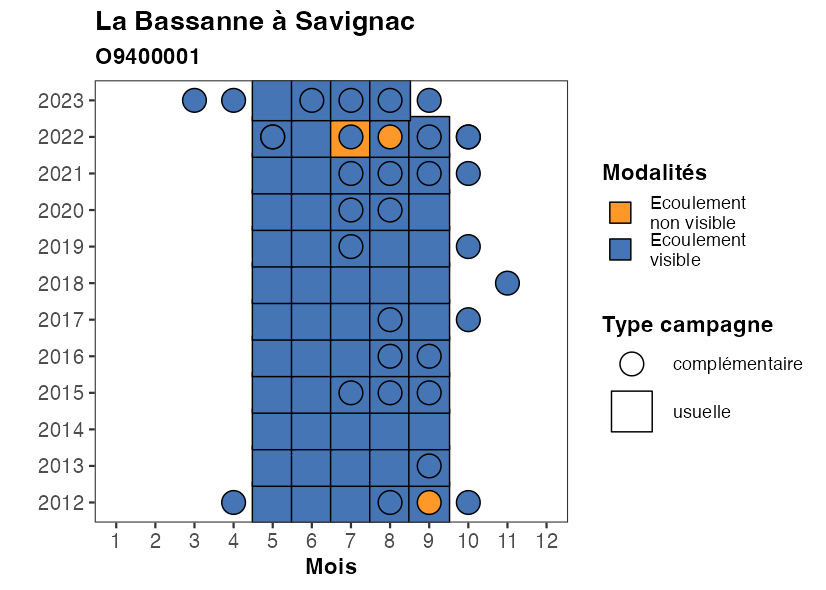 La Bassanne à Savignac
O9400001
2023
2022
2021
2020
2019
2018
2017
2016
2015
2014
2013
2012
1 2 3 4 5 6 7 8 9 10 11 12
Mois
Modalités
Ecoulement
non visible
Ecoulement
visible
Type campagne
complémentaire
usuelle